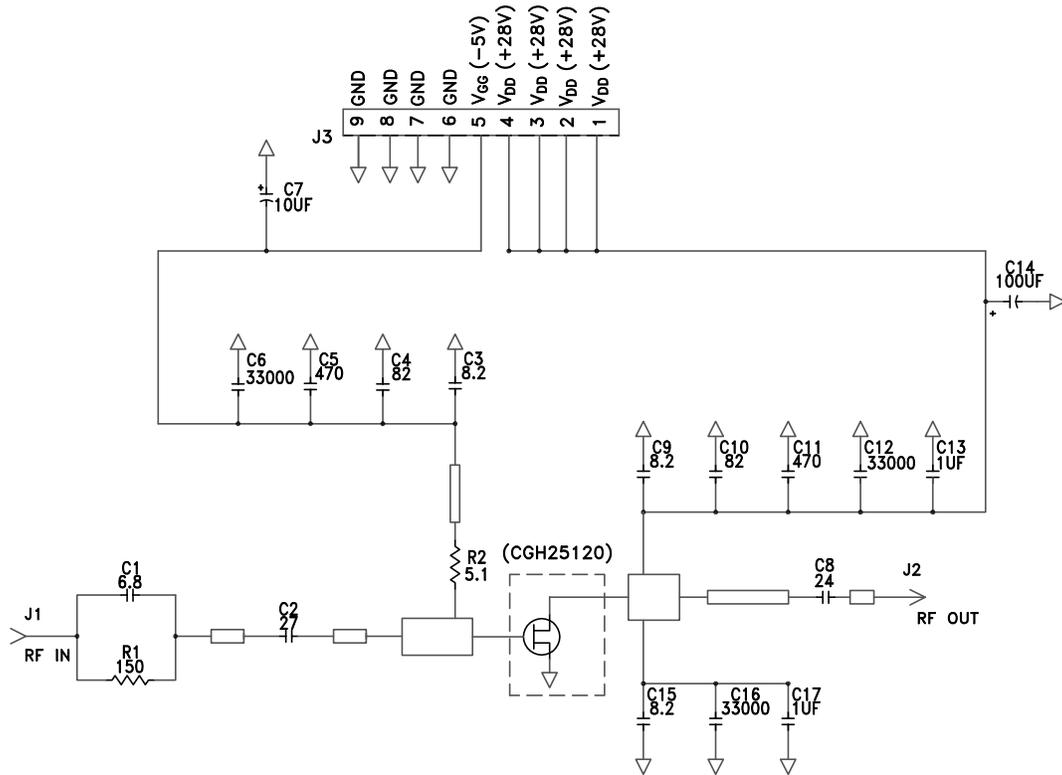 VGG (-5V)
VDD (+28V)
VDD (+28V)
VDD (+28V)
VDD (+28V)
GND
GND
GND
GND
J3
9
8
7
6
5
4
3
2
1
+
C7
10UF
C14
100UF
+
C6
33000
C5
470
C4
82
C3
8.2
C9
8.2
C10
82
C11
470
C12
33000
C13
1UF
R2
5.1
(CGH25120)
C1
6.8
C8
24
J2
RF OUT
J1
RF IN
C2
27
R1
150
C15
8.2
C16
33000
C17
1UF